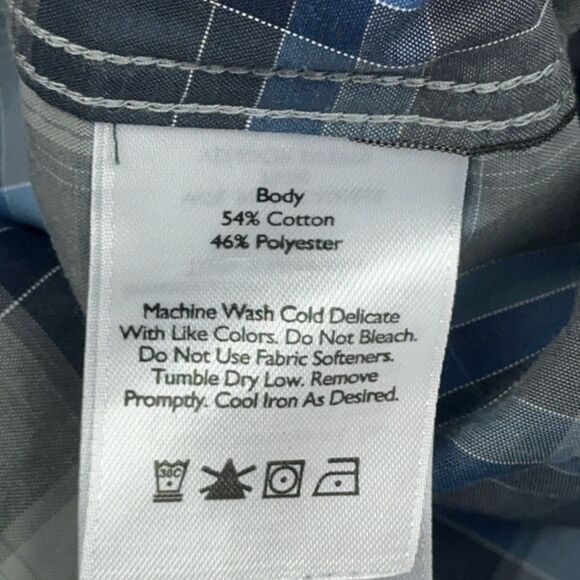 Body
54% Cotton
46% Polyester
Machine Wash Cold Delicate
With Like Colors. Do Not Bleach.
Do Not Use Fabric Softeners.
Tumble Dry Low. Remove
Promptly. Cool Iron As Desired.
30C